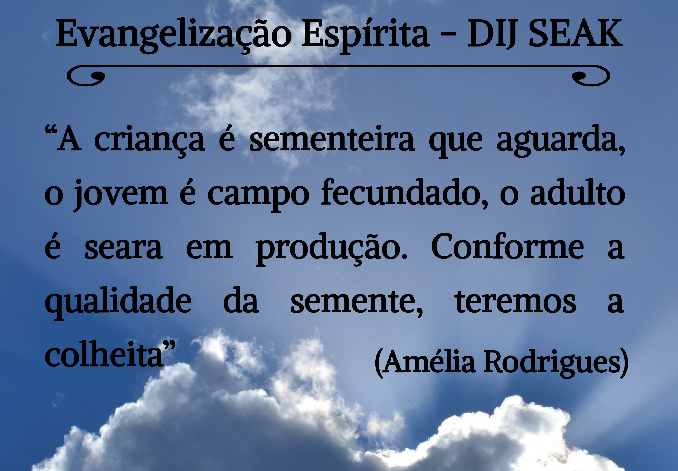 Evangelização Espírita - DIJ SEAK
“A criança é sementeira que aguarda,
o jovem é campo fecundado, o adulto
é seara em produção. Conforme a
qualidade da semente, teremos a
colheita”
(Amélia Rodrigues)